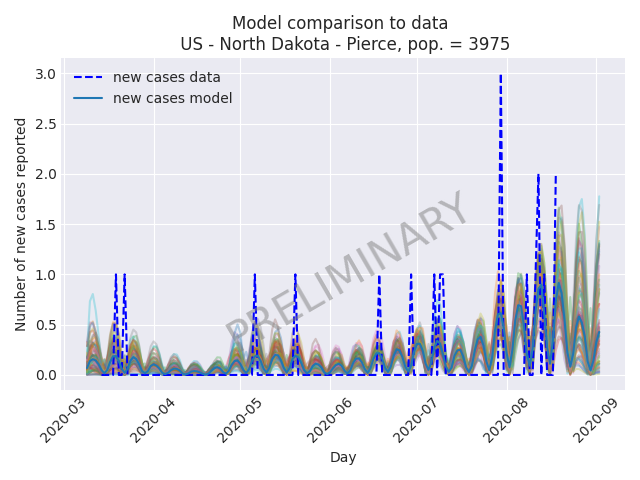 Model comparison to data
US - North Dakota - Pierce, pop. = 3975
3.0
2.5
2.0
1.5
1.0
0.5
0.0
Number of new cases reported
new cases data
new cases model
PRELIMINARY
2020-03
2020-04
2020-05
2020-06
2020-07
2020-08
2020-09
Day